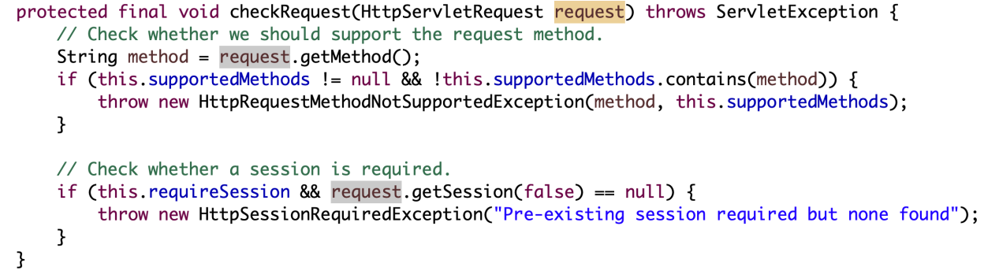 protected final void checkRequest(HttpServletRequest request) throws ServletException {
    // Check whether we should support the request method.
    String method = request.getMethod();
    if (this.supportedMethods != null && !this.supportedMethods.contains(method)) {
        throw new HttpRequestMethodNotSupportedException(method, this.supportedMethods);
    }

    // Check whether a session is required.
    if (this.requireSession && request.getSession(false) == null) {
        throw new HttpSessionRequiredException("Pre-existing session required but none found");
    }
}